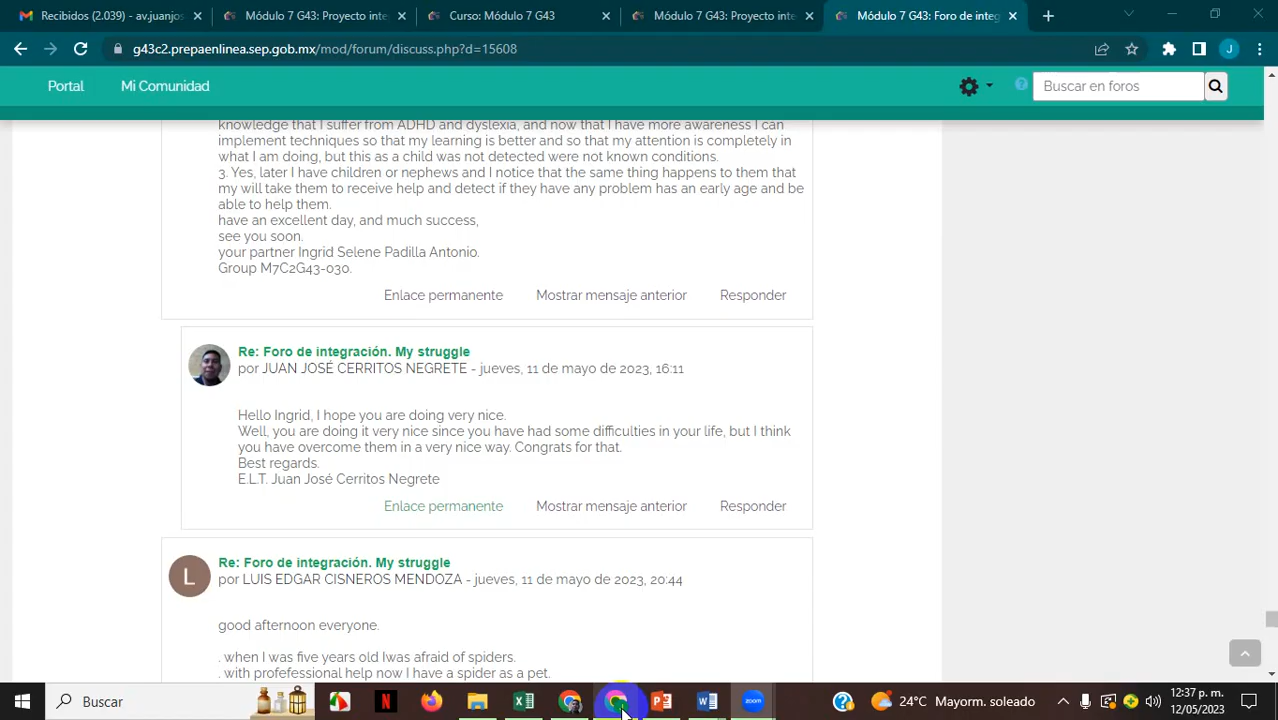 Recibidos (2.039) - av.juanjos
Módulo 7 G43: Proyecto inte
Curso: Módulo 7 G43
Módulo 7 G43: Proyecto inte
Módulo 7 G43: Foro de integ
g43c2.prepaenlinea.sep.gob.mx/mod/forum/discuss.php?d=15608
J
Portal
Mi Comunidad
Buscar en foros
knowledge that I suffer from ADHD and dyslexia, and now that I have more awareness I can
implement techniques so that my learning is better and so that my attention is completely in
what I am doing, but this as a child was not detected were not known conditions.
3. Yes, later I have children or nephews and I notice that the same thing happens to them that
my will take them to receive help and detect if they have any problem has an early age and be
able to help them.
have an excellent day, and much success,
see you soon.
your partner Ingrid Selene Padilla Antonio.
Group M7C2G43-030.
Enlace permanente
Mostrar mensaje anterior
Responder
Re: Foro de integración. My struggle
por JUAN JOSÉ CERRITOS NEGRETE - jueves, 11 de mayo de 2023, 16:11
Hello Ingrid, I hope you are doing very nice.
Well, you are doing it very nice since you have had some difficulties in your life, but I think
you have overcome them in a very nice way. Congrats for that.
Best regards.
E.L.T. Juan José Cerritos Negrete
Enlace permanente
Mostrar mensaje anterior
Responder
L
Re: Foro de integración. My struggle
por LUIS EDGAR CISNEROS MENDOZA - jueves, 11 de mayo de 2023, 20:44
good afternoon everyone.
. when I was five years old Iwas afraid of spiders.
. with profefessional help now I have a spider as a pet.
Buscar
N
zoom
24°C Mayorm. soleado
12:37 p. m.
12/05/2023